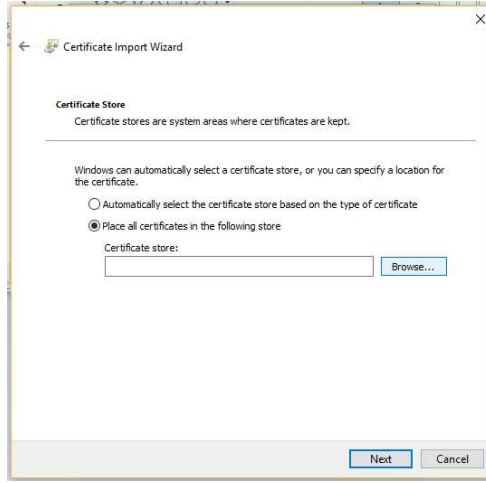 Certificate Import Wizard
Certificate Store
Certificate stores are system areas where certificates are kept.
Windows can automatically select a certificate store, or you can specify a location for
the certificate.
Automatically select the certificate store based on the type of certificate
Place all certificates in the following store
Certificate store:
Browse...
Next
Cancel